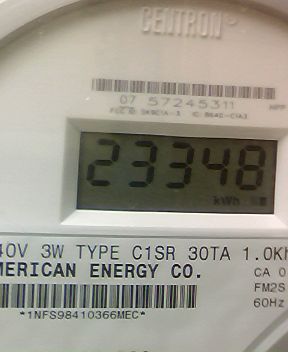 CENTRON
07 57245311
23348
kWh
40V 3W TYPE C1SR 30TA 1.0Kh
MERICAN ENERGY CO.
CA 0
FM2S
60Hz
*1NFS98410366MEC*